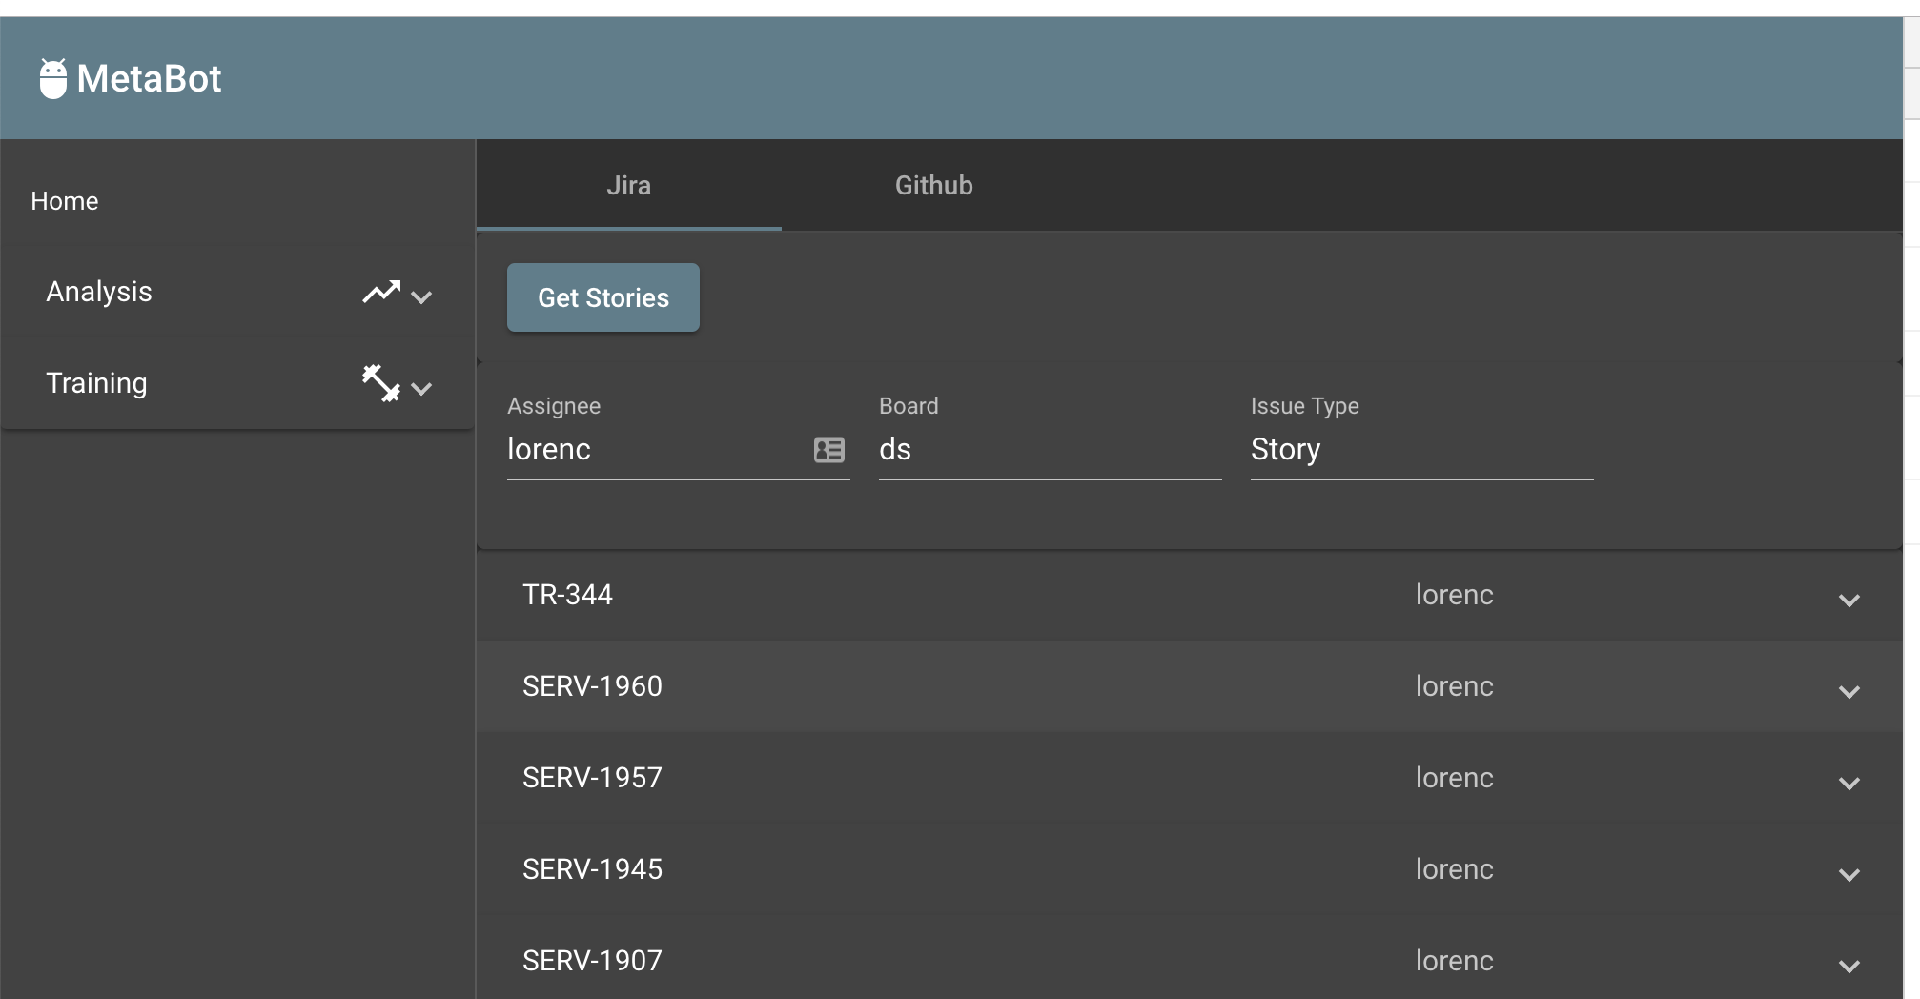 MetaBot
Home
Analysis
Training
Jira Github
Get Stories
Assignee Board Issue Type
lorenc ds Story
TR-344 lorenc
SERV-1960 lorenc
SERV-1957 lorenc
SERV-1945 lorenc
SERV-1907 lorenc